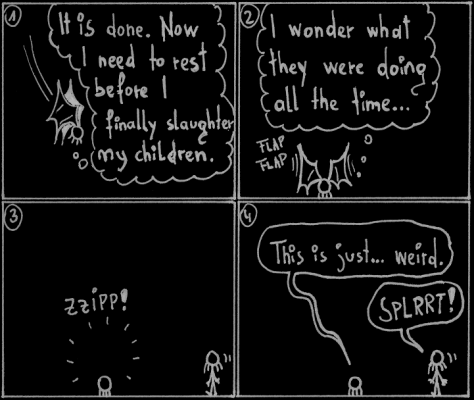 1
It is done. Now
I need to rest
before I
finally slaughter
my children.
2
I wonder what
they were doing
all the time...
FLAP
FLAP
3
ZZIPP!
4
This is just... weird.
SPLRRT!